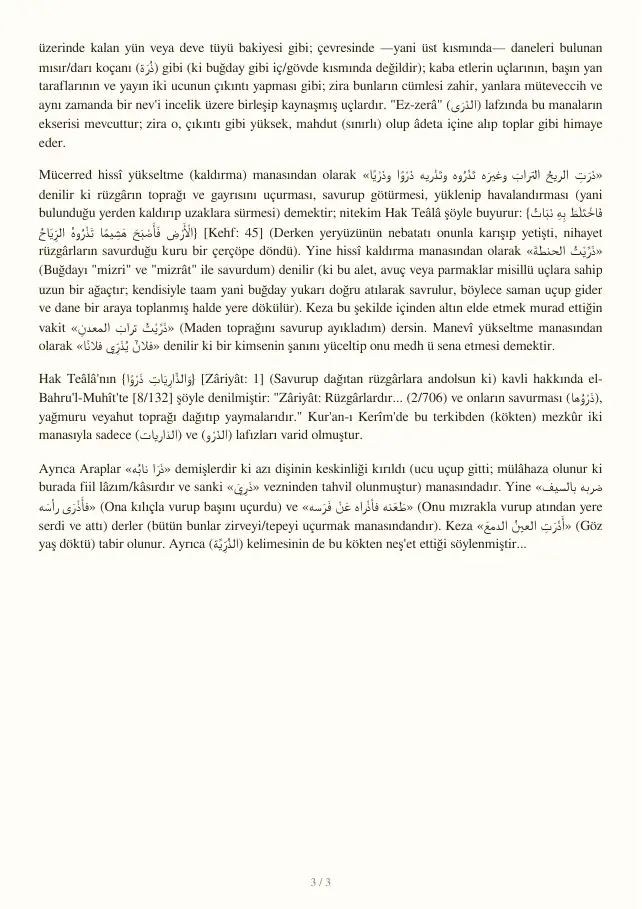 üzerinde kalan yün veya deve tüyü bakiyesi gibi; çevresinde —yani üst kısmında— daneleri bulunan
mısır/darı koçanı (ذُرَة) gibi (ki buğday gibi iç/gövde kısmında değildir); kaba etlerin uçlarının, başın yan
taraflarının ve yayın iki ucunun çıkıntı yapması gibi; zira bunların cümlesi zahir, yanlara müteveccih ve
aynı zamanda bir nev'i incelik üzere birleşip kaynaşmış uçlardır. "Ez-zerâ" (الذرَى) lafzında bu manaların
ekserisi mevcuttur; zira o, çıkıntı gibi yüksek, mahdut (sınırlı) olup âdeta içine alıp toplar gibi himaye
eder.
Mücerred hissî yükseltme (kaldırma) manasından olarak «ذرَتِ الريحُ الترابَ وغيرَه تذْرُوه وتذْريه ذرْوًا وذرْيًا»
denilir ki rüzgârın toprağı ve gayrısını uçurması, savurup götürmesi, yüklenip havalandırması (yani
bulunduğu yerden kaldırıp uzaklara sürmesi) demektir; nitekim Hak Teâlâ şöyle buyurur: {فَاخْتَلَطَ بِهِ نَبَاتُ
الْأَرْضِ فَأَصْبَحَ هَشِيمًا تَذْرُوهُ الرِّيَاحُ} [Kehf: 45] (Derken yeryüzünün nebatatı onunla karışıp yetişti, nihayet
rüzgârların savurduğu kuru bir çerçöpe döndü). Yine hissî kaldırma manasından olarak «ذَرَّيْتُ الحنطةَ»
(Buğdayı "mizri" ve "mizrât" ile savurdum) denilir (ki bu alet, avuç veya parmaklar misillü uçlara sahip
uzun bir ağaçtır; kendisiyle taam yani buğday yukarı doğru atılarak savrulur, böylece saman uçup gider
ve dane bir araya toplanmış halde yere dökülür). Keza bu şekilde içinden altın elde etmek murad ettiğin
vakit «ذَرَّيْتُ ترابَ المعدنِ» (Maden toprağını savurup ayıkladım) dersin. Manevî yükseltme manasından
olarak «فلانٌ يُذَرِّي فلانًا» denilir ki bir kimsenin şanını yüceltip onu medh ü sena etmesi demektir.
Hak Teâlâ'nın {وَالذَّارِيَاتِ ذَرْوًا} [Zâriyât: 1] (Savurup dağıtan rüzgârlara andolsun ki) kavli hakkında el-
Bahru'l-Muhît'te [8/132] şöyle denilmiştir: "Zâriyât: Rüzgârlardır... (2/706) ve onların savurması (ذَرْوُها),
yağmuru veyahut toprağı dağıtıp yaymalarıdır." Kur'an-ı Kerîm'de bu terkibden (kökten) mezkûr iki
manasıyla sadece (الذاريات) ve (الذرْو) lafızları varid olmuştur.
Ayrıca Araplar «ذَرَا نابُه» demişlerdir ki azı dişinin keskinliği kırıldı (ucu uçup gitti; mülâhaza olunur ki
burada fiil lâzım/kâsırdır ve sanki «ذَرِيَ» vezninden tahvil olunmuştur) manasındadır. Yine «ضربه بالسيف
فأَذْرَى رأسَه» (Ona kılıçla vurup başını uçurdu) ve «طعَنه فأذْراه عَنْ فَرَسه» (Onu mızrakla vurup atından yere
serdi ve attı) derler (bütün bunlar zirveyi/tepeyi uçurmak manasındandır). Keza «أَذْرَتِ العينُ الدمعَ» (Göz
yaş döktü) tabir olunur. Ayrıca (الذُّرِّيَّة) kelimesinin de bu kökten neş'et ettiği söylenmiştir...
3 / 3